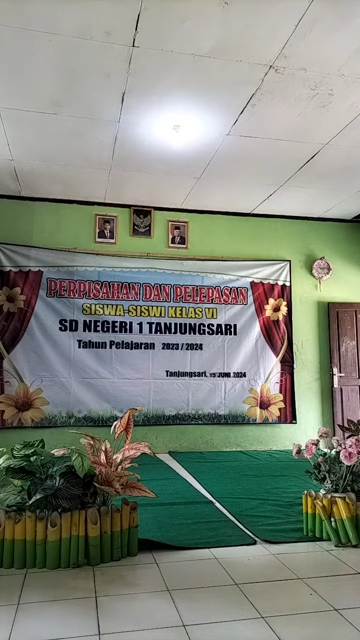 PERPISAHAN DAN PELEPASAN
SISWA-SISWI KELAS VI
SD NEGERI 1 TANJUNGSARI
Tahun Pelajaran 2023 / 2024
Tanjungsari, 15 JUNI 2024